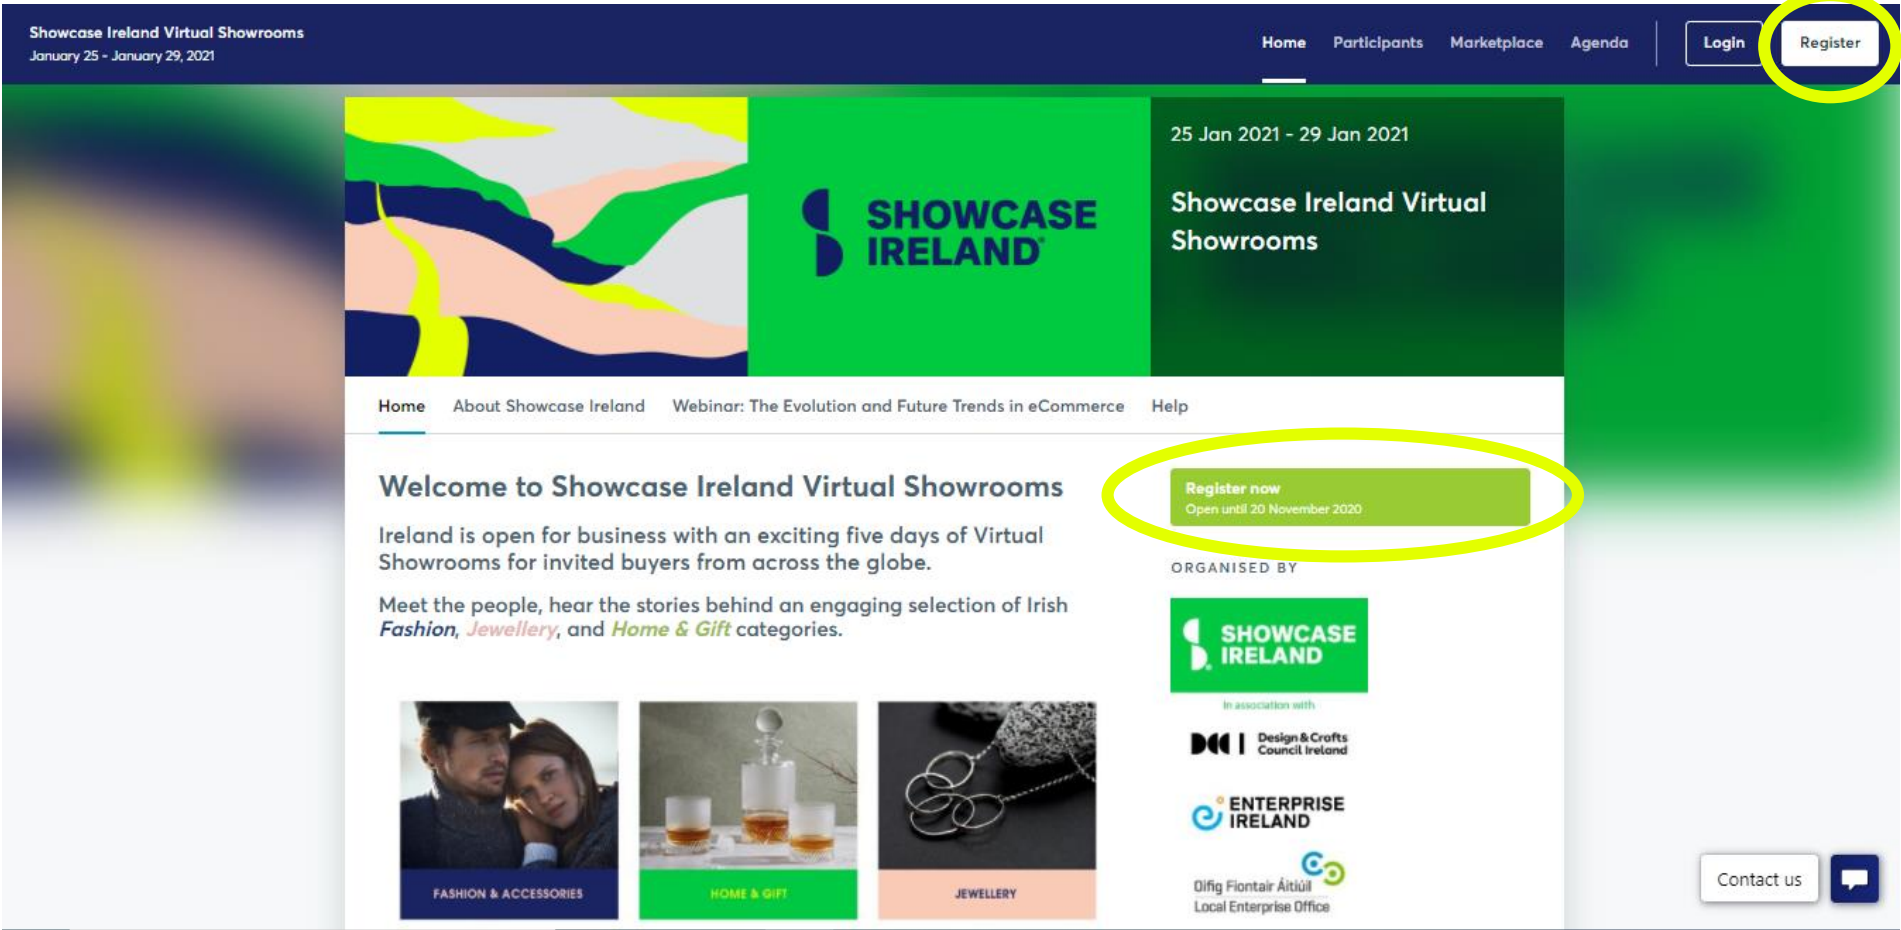 Showcase Ireland Virtual Showrooms
January 25 - January 29, 2021
Home Participants Marketplace Agenda Login Register
25 Jan 2021 - 29 Jan 2021
Showcase Ireland Virtual
Showrooms
SHOWCASE
IRELAND
Home About Showcase Ireland Webinar: The Evolution and Future Trends in eCommerce Help
Welcome to Showcase Ireland Virtual Showrooms
Ireland is open for business with an exciting five days of Virtual
Showrooms for invited buyers from across the globe.
Meet the people, hear the stories behind an engaging selection of Irish
Fashion, Jewellery, and Home & Gift categories.
FASHION & ACCESSORIES
HOME & GIFT
JEWELLERY
Register now
Open until 20 November 2020
ORGANISED BY
SHOWCASE
IRELAND
In association with
Design & Crafts
Council Ireland
ENTERPRISE
IRELAND
Oifig Fiontair Áitiúil
Local Enterprise Office
Contact us